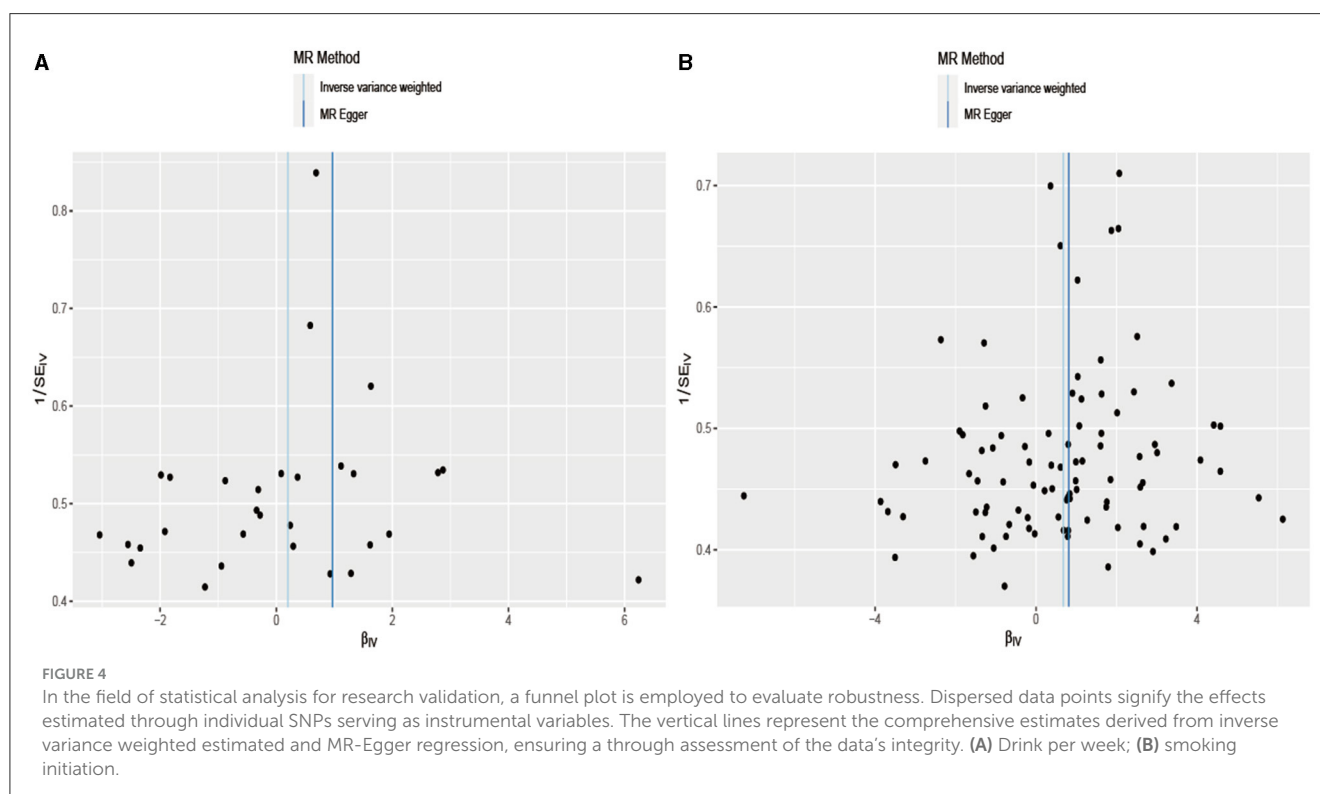 A
MR Method
Inverse variance weighted
MR Egger
0.8
0.7
0.6
0.5
0.4
1/SEIV
−2
0
2
4
6
βIV
B
MR Method
Inverse variance weighted
MR Egger
0.7
0.6
0.5
0.4
1/SEIV
−4
0
4
βIV
FIGURE 4
In the field of statistical analysis for research validation, a funnel plot is employed to evaluate robustness. Dispersed data points signify the effects
estimated through individual SNPs serving as instrumental variables. The vertical lines represent the comprehensive estimates derived from inverse
variance weighted estimated and MR-Egger regression, ensuring a through assessment of the data's integrity. (A) Drink per week; (B) smoking
initiation.